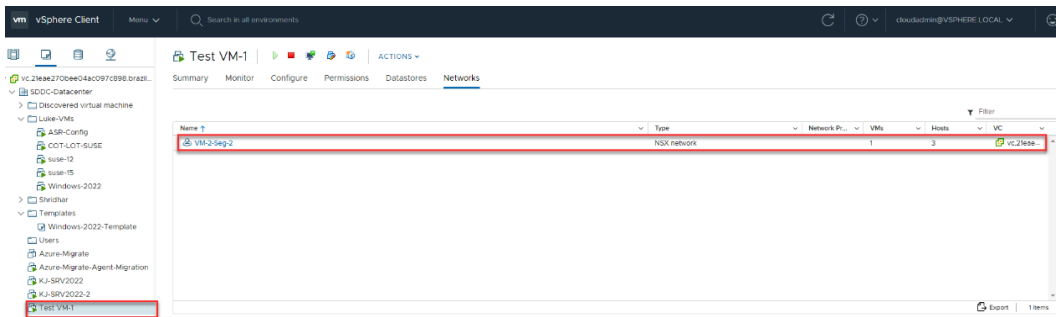 vm vSphere Client Menu Search in all environments cloudadmin@VSPHERE.LOCAL
Test VM-1 ACTIONS
Summary Monitor Configure Permissions Datastores Networks
SDDC-Datacenter
Discovered virtual machine
Luke-VMs
ASR-Config
COT-LOT-SUSE
suse-12
suse-15
Windows-2022
Shridhar
Templates
Windows-2022-Template
Users
Azure-Migrate
Azure-Migrate-Agent-Migration
KJ-SRV2022
KJ-SRV2022-2
Test VM-1
Filter
Name ↑ Type Network Pr... VMs Hosts VC
VM-2-Seg-2 NSX network 1 3 vc.21eae...
Export 1 items